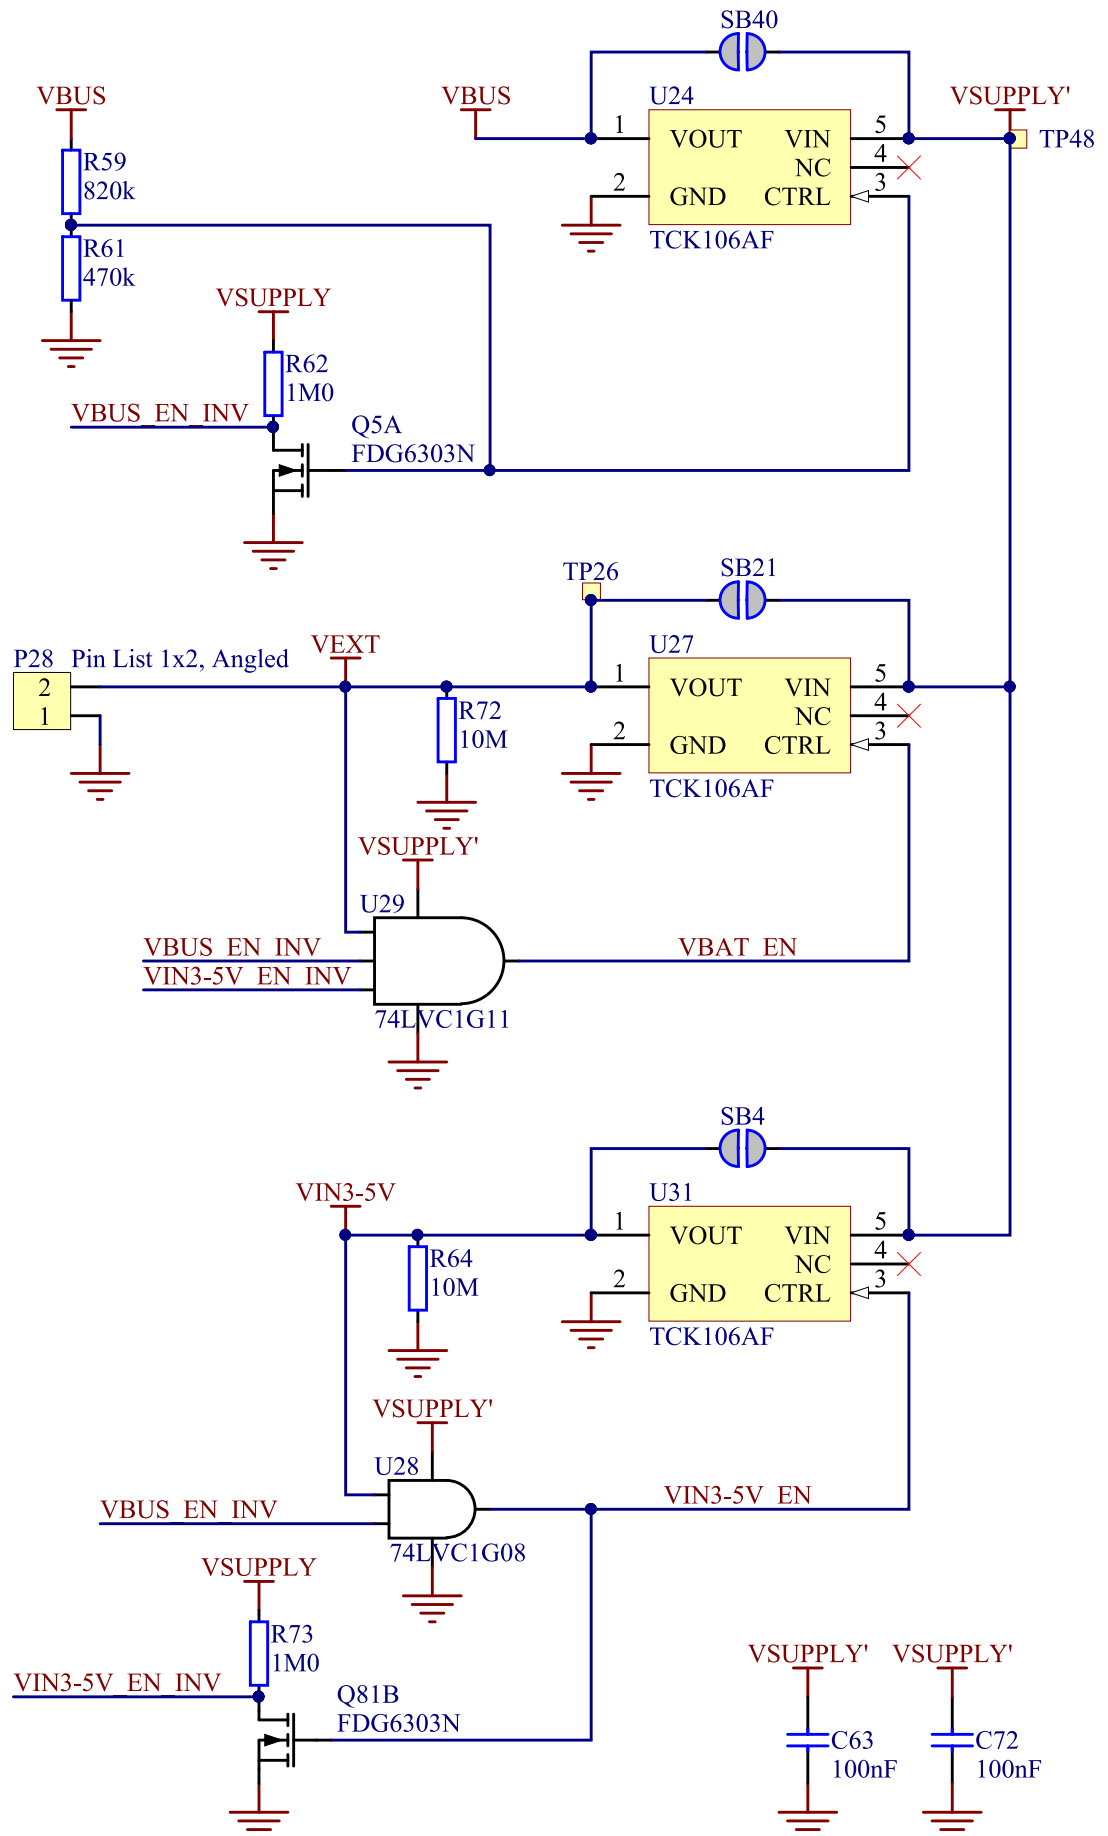 SB40
VBUS
VBUS
U24
VSUPPLY'
1 VOUT VIN 5
TP48
NC 4
2 GND CTRL 3
TCK106AF
R59
820k
R61
470k
VSUPPLY
R62
1M0
VBUS_EN_INV
Q5A
FDG6303N
TP26
SB21
U27
P28 Pin List 1x2, Angled
VEXT
2
1
1 VOUT VIN 5
NC 4
2 GND CTRL 3
TCK106AF
R72
10M
VSUPPLY'
U29
VBUS_EN_INV
VIN3-5V_EN_INV
VBAT_EN
74LVC1G11
SB4
VIN3-5V
U31
1 VOUT VIN 5
NC 4
2 GND CTRL 3
TCK106AF
R64
10M
VSUPPLY'
U28
VBUS_EN_INV
VIN3-5V_EN
74LVC1G08
VSUPPLY
R73
1M0
VIN3-5V_EN_INV
Q81B
FDG6303N
VSUPPLY' VSUPPLY'
C63
100nF
C72
100nF